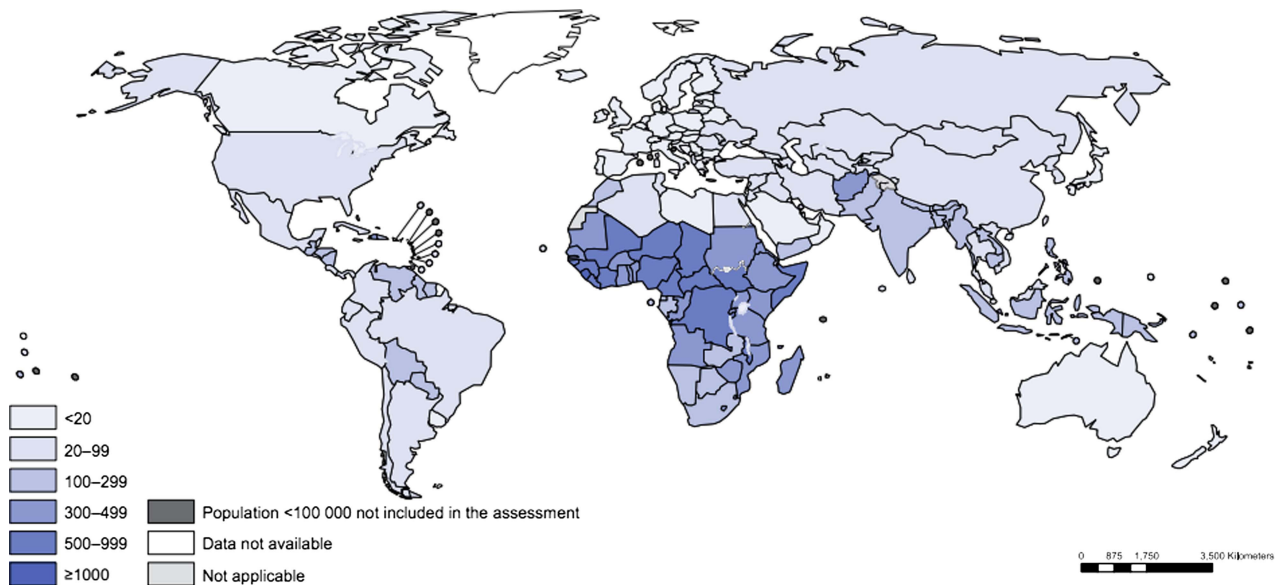 <20
20–99
100–299
300–499
500–999
≥1000
Population <100 000 not included in the assessment
Data not available
Not applicable
0 875 1,750 3,500 Kilometers